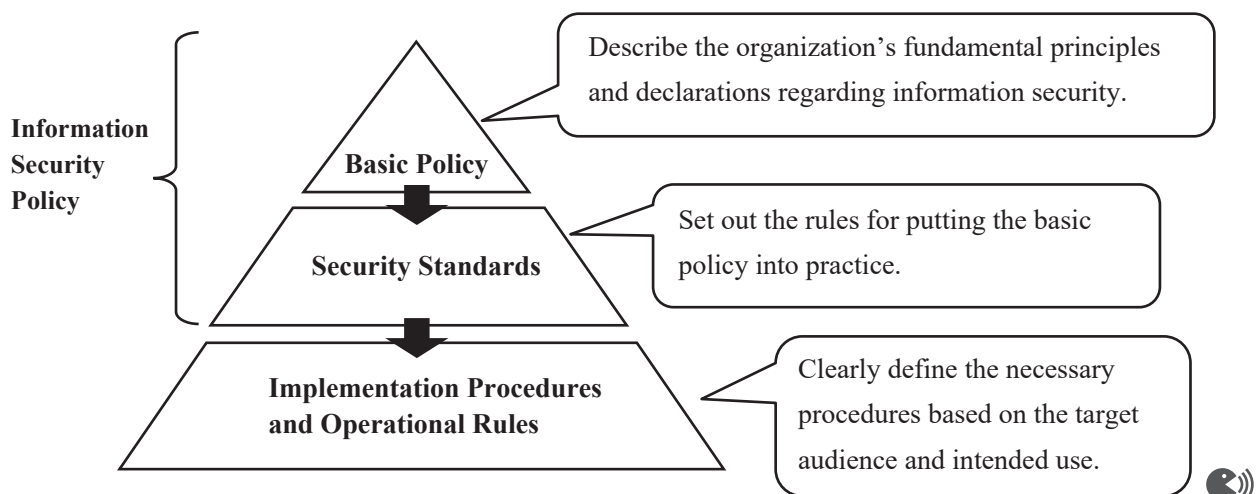 Information
Security
Policy
Basic Policy
Describe the organization’s fundamental principles
and declarations regarding information security.
Security Standards
Set out the rules for putting the basic
policy into practice.
Implementation Procedures
and Operational Rules
Clearly define the necessary
procedures based on the target
audience and intended use.